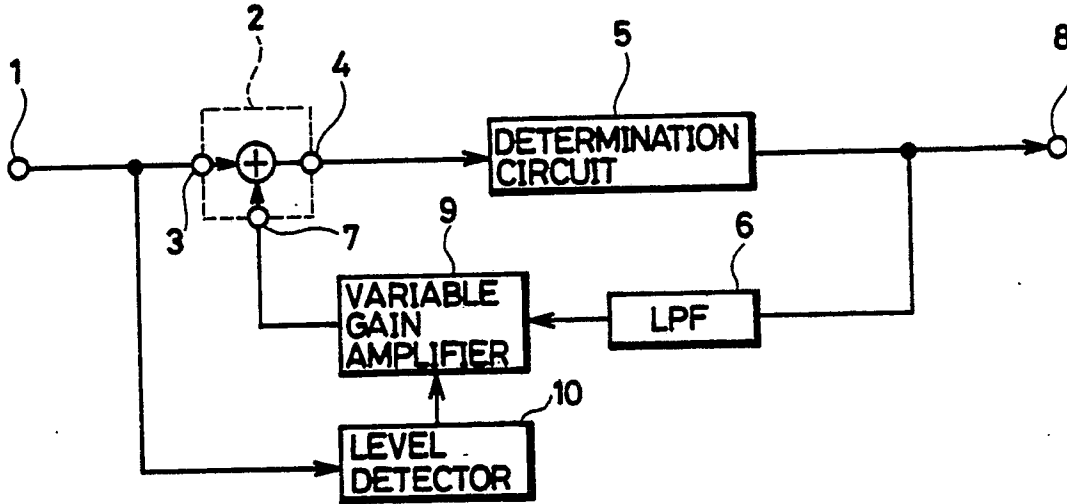 2
5
8
1
4
DETERMINATION
CIRCUIT
3
7
9
6
VARIABLE
GAIN
AMPLIFIER
LPF
10
LEVEL
DETECTOR